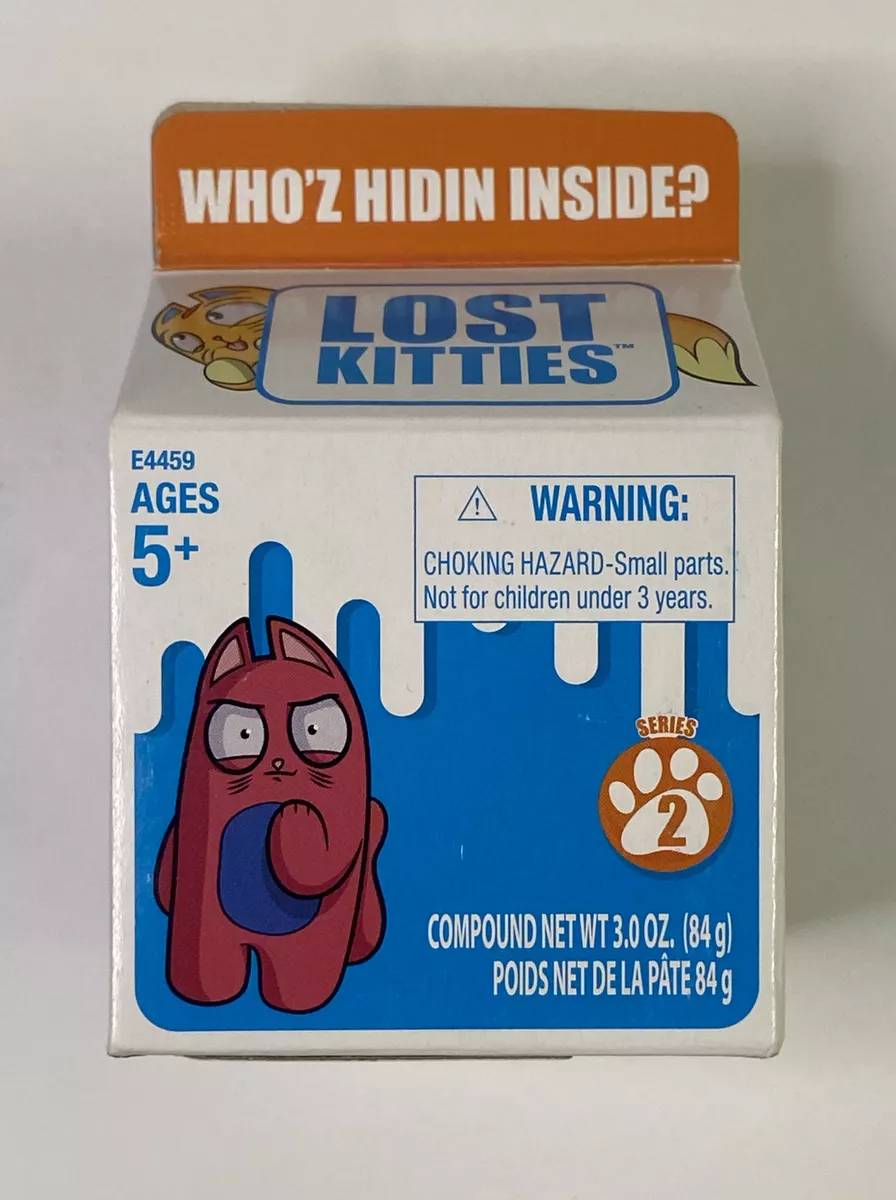 WHO'Z HIDIN INSIDE?
LOST
KITTIES™
E4459
AGES
5+
⚠ WARNING:
CHOKING HAZARD-Small parts.
Not for children under 3 years.
SERIES
2
COMPOUND NET WT 3.0 OZ. (84 g)
POIDS NET DE LA PÂTE 84 g